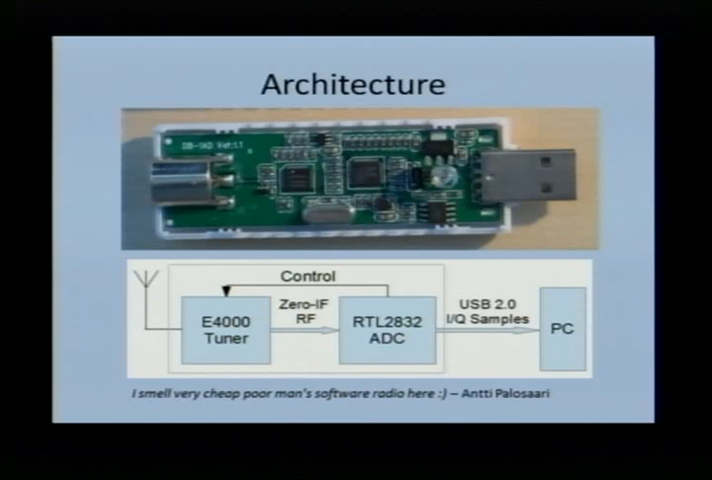 Architecture
DB-1AD Ver:1.1
Control
E4000
Tuner
Zero-IF
RF
RTL2832
ADC
USB 2.0
I/Q Samples
PC
I smell very cheap poor man's software radio here :) – Antti Palosaari